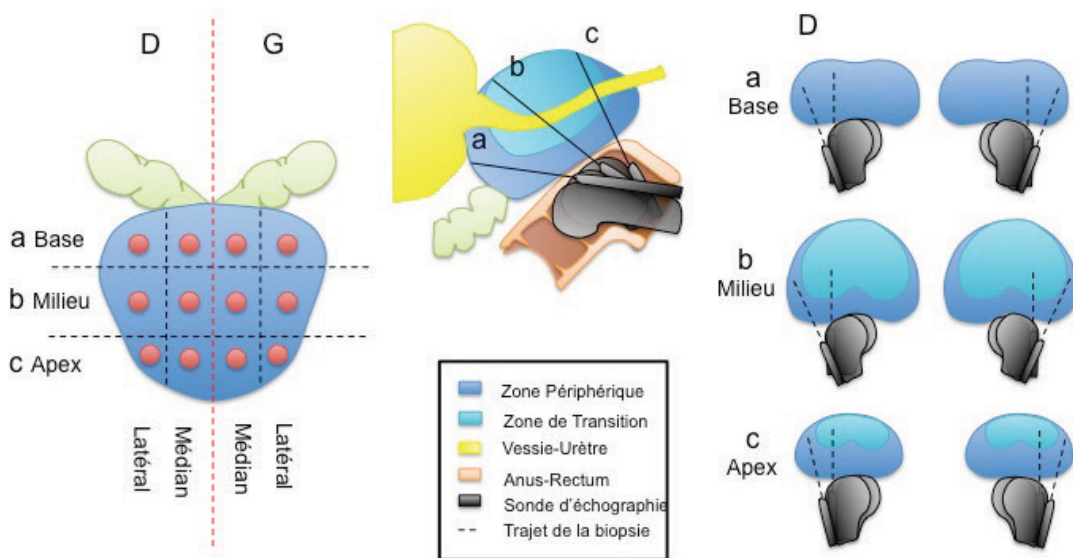 D
G
a Base
b Milieu
c Apex
Latéral
Médian
Médian
Latéral
a
b
c
Zone Périphérique
Zone de Transition
Vessie-Urètre
Anus-Rectum
Sonde d'échographie
Trajet de la biopsie
D
a
Base
b
Milieu
c
Apex